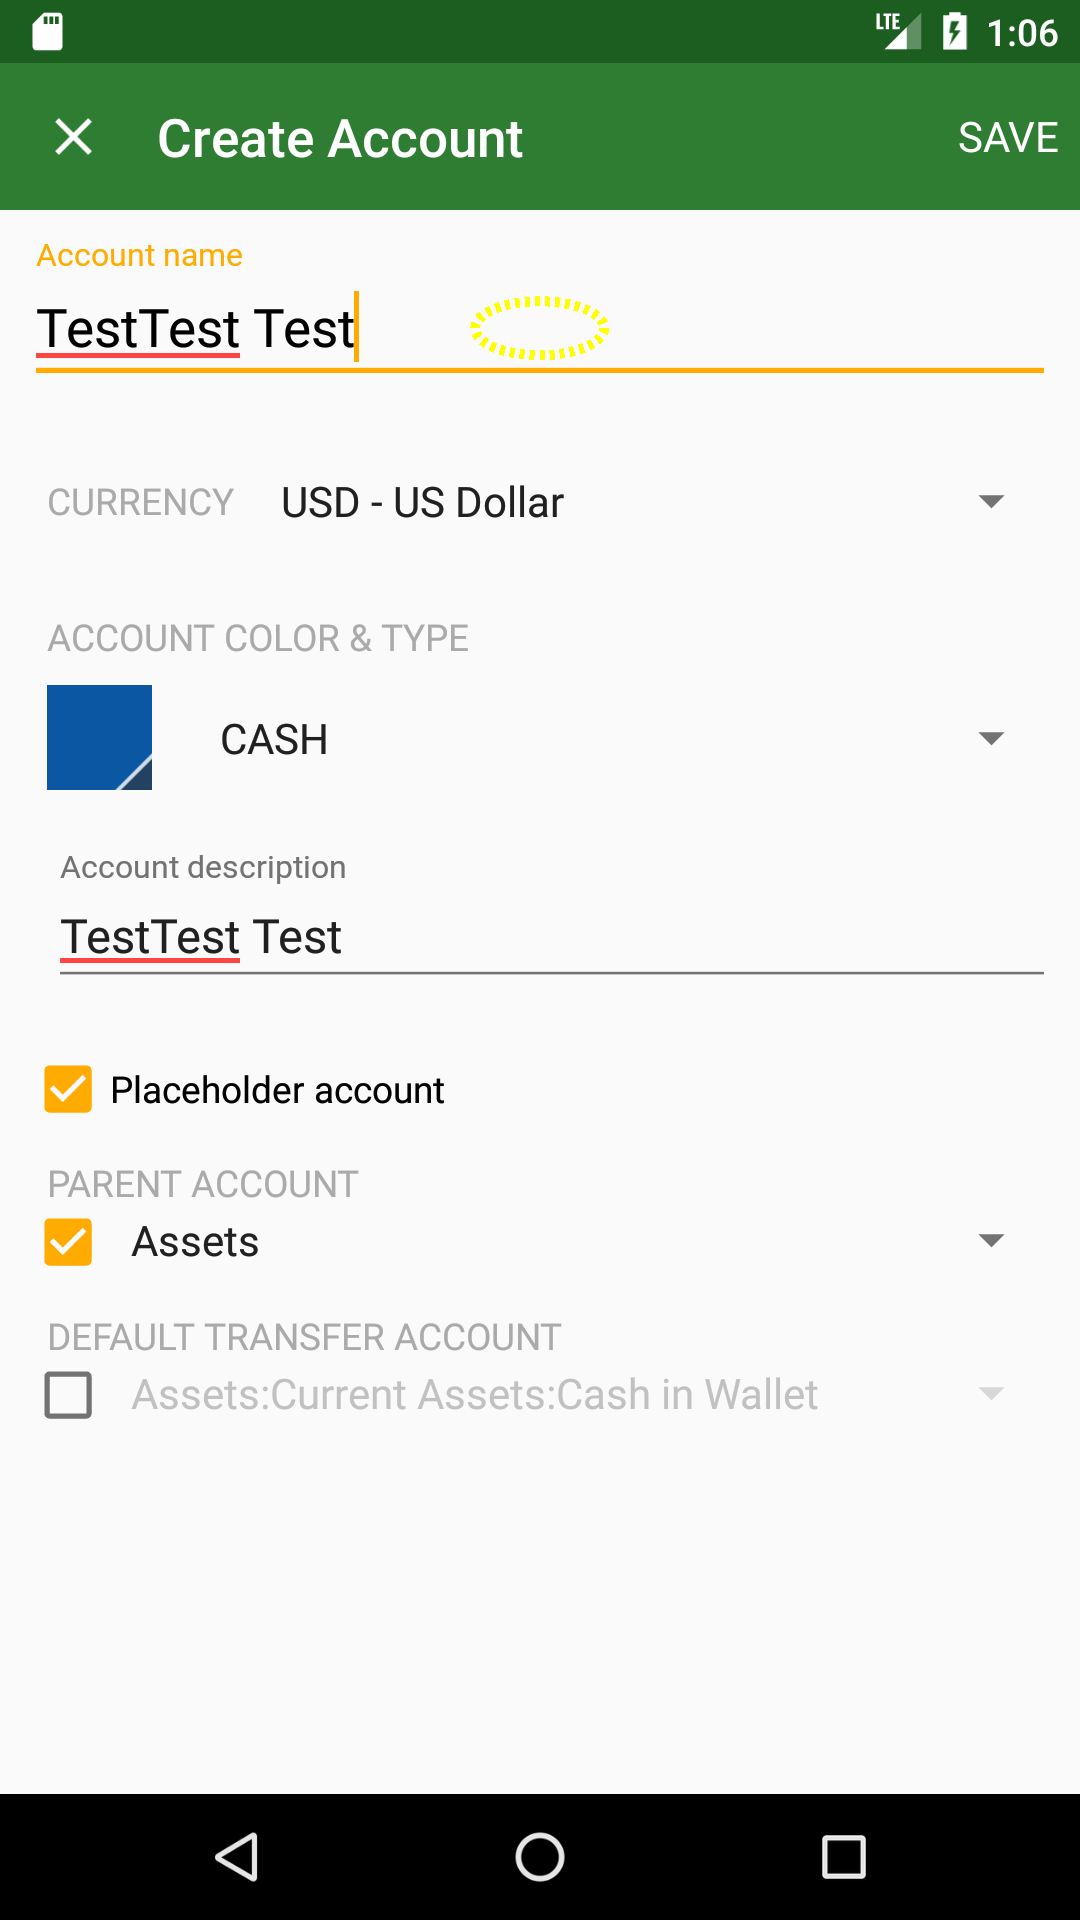 LTE 1:06
Create Account SAVE
Account name
TestTest Test
CURRENCY USD - US Dollar
ACCOUNT COLOR & TYPE
CASH
Account description
TestTest Test
Placeholder account
PARENT ACCOUNT
Assets
DEFAULT TRANSFER ACCOUNT
Assets:Current Assets:Cash in Wallet